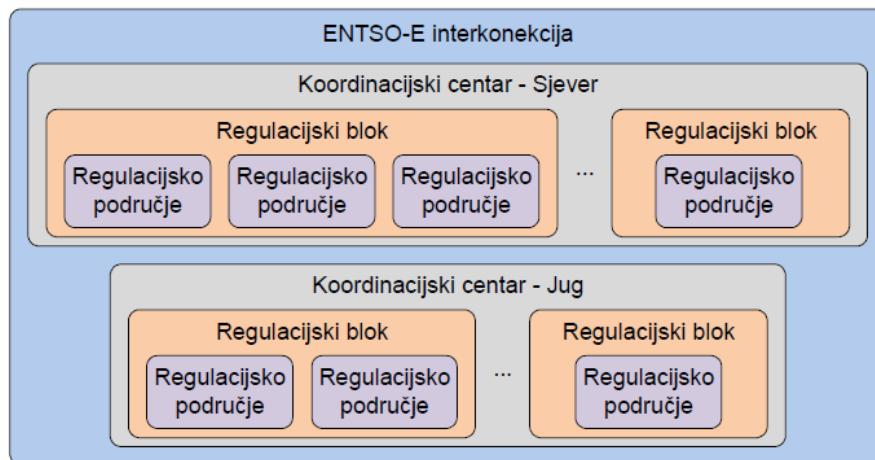 ENTSO-E interkonekcija
Koordinacijski centar - Sjever
Regulacijski blok
Regulacijsko
područje
Regulacijsko
područje
Regulacijsko
područje
...
Regulacijski blok
Regulacijsko
područje
Koordinacijski centar - Jug
Regulacijski blok
Regulacijsko
područje
Regulacijsko
područje
...
Regulacijski blok
Regulacijsko
područje